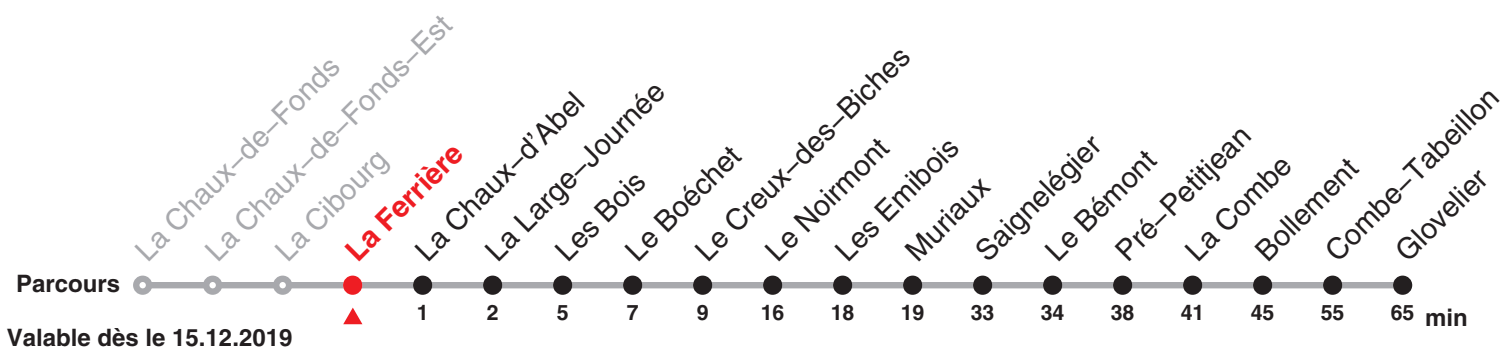 La Chaux–de–Fonds
La Chaux–de–Fonds–Est
La Cibourg
La Ferrière
La Chaux–d'Abel
La Large–Journée
Les Bois
Le Boéchet
Le Creux–des–Biches
Le Noirmont
Les Emibois
Muriaux
Saignelégier
Le Bémont
Pré–Petitjean
La Combe
Bollement
Combe–Tabeillon
Glovelier
Parcours
1 2 5 7 9 16 18 19 33 34 38 41 45 55 65 min
Valable dès le 15.12.2019